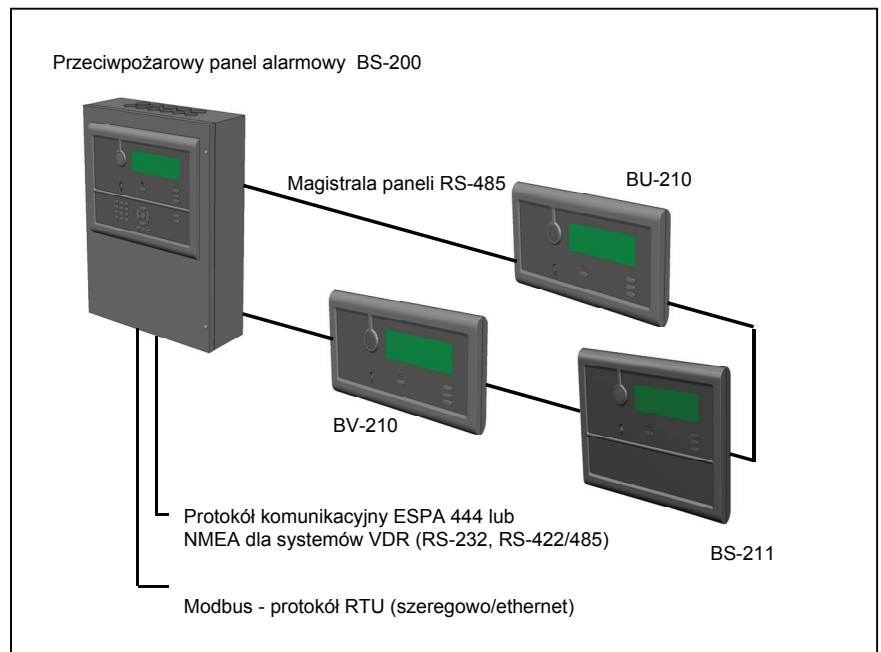 Przeciwpożarowy panel alarmowy BS-200
Magistrala paneli RS-485
BU-210
BV-210
BS-211
Protokół komunikacyjny ESPA 444 lub
NMEA dla systemów VDR (RS-232, RS-422/485)
Modbus - protokół RTU (szeregowo/ethernet)